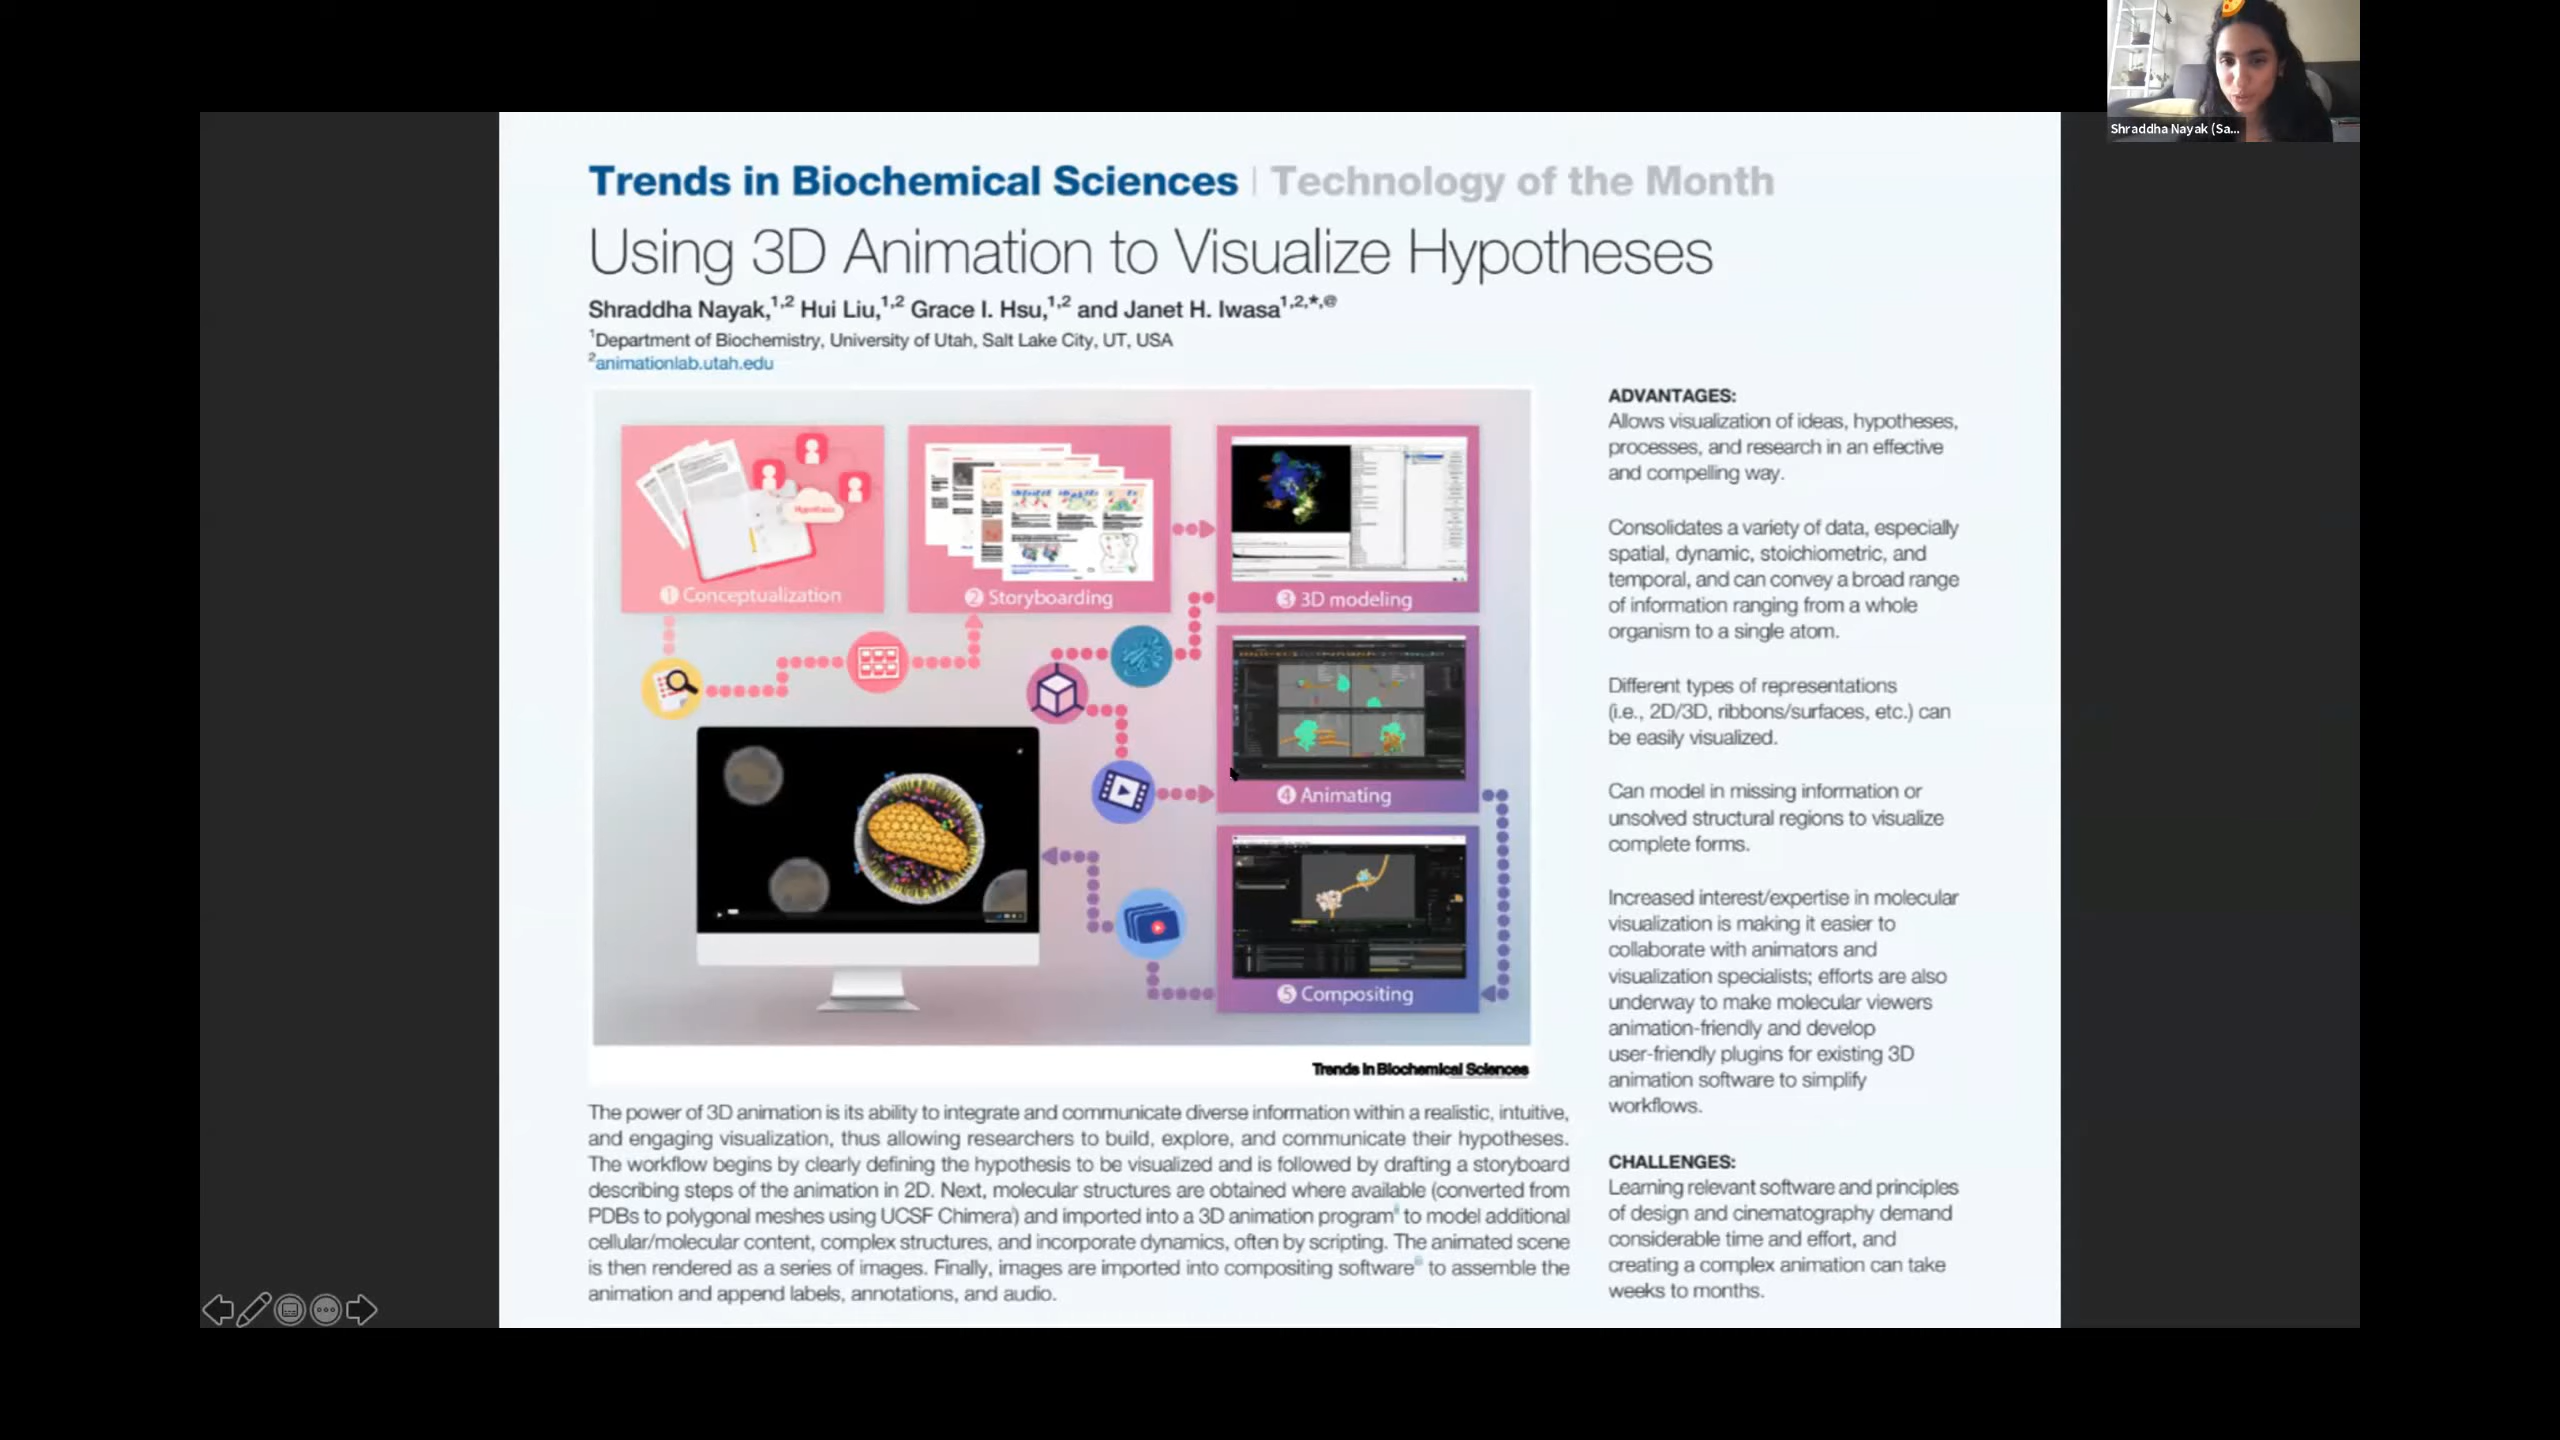 Shraddha Nayak (Sa...
Trends in Biochemical Sciences | Technology of the Month
Using 3D Animation to Visualize Hypotheses
Shraddha Nayak,1,2 Hui Liu,1,2 Grace I. Hsu,1,2 and Janet H. Iwasa1,2,*,@
1Department of Biochemistry, University of Utah, Salt Lake City, UT, USA
2animationlab.utah.edu
Hypothesis
1 Conceptualization
2 Storyboarding
3 3D modeling
4 Animating
5 Compositing
Trends in Biochemical Sciences
The power of 3D animation is its ability to integrate and communicate diverse information within a realistic, intuitive,
and engaging visualization, thus allowing researchers to build, explore, and communicate their hypotheses.
The workflow begins by clearly defining the hypothesis to be visualized and is followed by drafting a storyboard
describing steps of the animation in 2D. Next, molecular structures are obtained where available (converted from
PDBs to polygonal meshes using UCSF Chimerai) and imported into a 3D animation programii to model additional
cellular/molecular content, complex structures, and incorporate dynamics, often by scripting. The animated scene
is then rendered as a series of images. Finally, images are imported into compositing softwareiii to assemble the
animation and append labels, annotations, and audio.
ADVANTAGES:
Allows visualization of ideas, hypotheses,
processes, and research in an effective
and compelling way.
Consolidates a variety of data, especially
spatial, dynamic, stoichiometric, and
temporal, and can convey a broad range
of information ranging from a whole
organism to a single atom.
Different types of representations
(i.e., 2D/3D, ribbons/surfaces, etc.) can
be easily visualized.
Can model in missing information or
unsolved structural regions to visualize
complete forms.
Increased interest/expertise in molecular
visualization is making it easier to
collaborate with animators and
visualization specialists; efforts are also
underway to make molecular viewers
animation-friendly and develop
user-friendly plugins for existing 3D
animation software to simplify
workflows.
CHALLENGES:
Learning relevant software and principles
of design and cinematography demand
considerable time and effort, and
creating a complex animation can take
weeks to months.